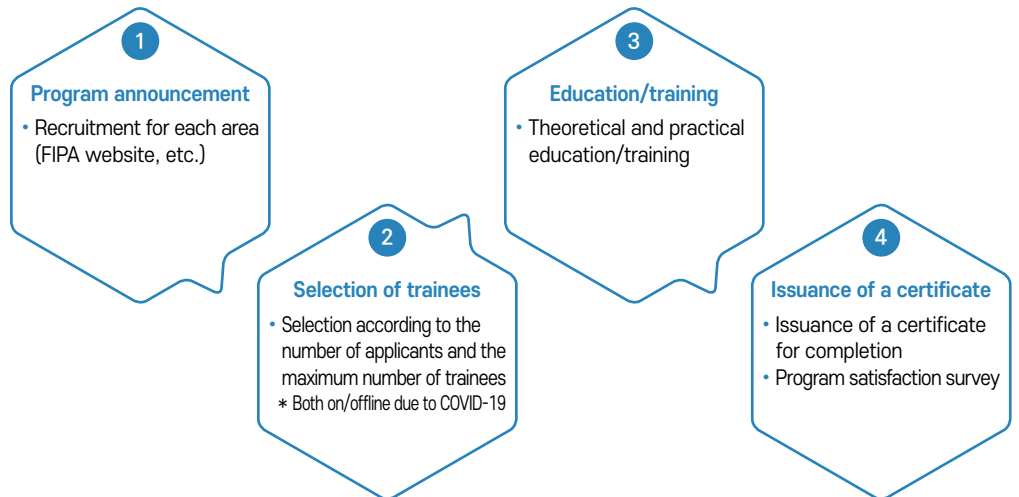 1
Program announcement
• Recruitment for each area
(FIPA website, etc.)
2
Selection of trainees
• Selection according to the
number of applicants and the
maximum number of trainees
* Both on/offline due to COVID-19
3
Education/training
• Theoretical and practical
education/training
4
Issuance of a certificate
• Issuance of a certificate
for completion
• Program satisfaction survey